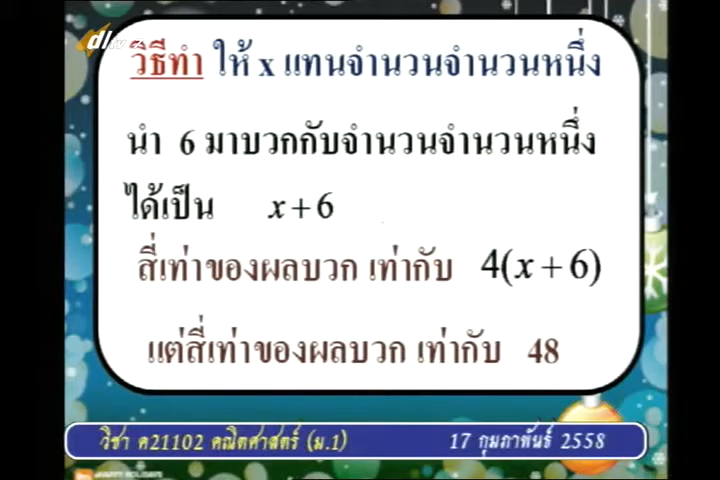 วิธีทำ ให้ x แทนจำนวนจำนวนหนึ่ง
นำ 6 มาบวกกับจำนวนจำนวนหนึ่ง
ได้เป็น x + 6
สี่เท่าของผลบวก เท่ากับ 4(x + 6)
แต่สี่เท่าของผลบวก เท่ากับ 48
วิชา ค21102 คณิตศาสตร์ (ม.1) 17 กุมภาพันธ์ 2558